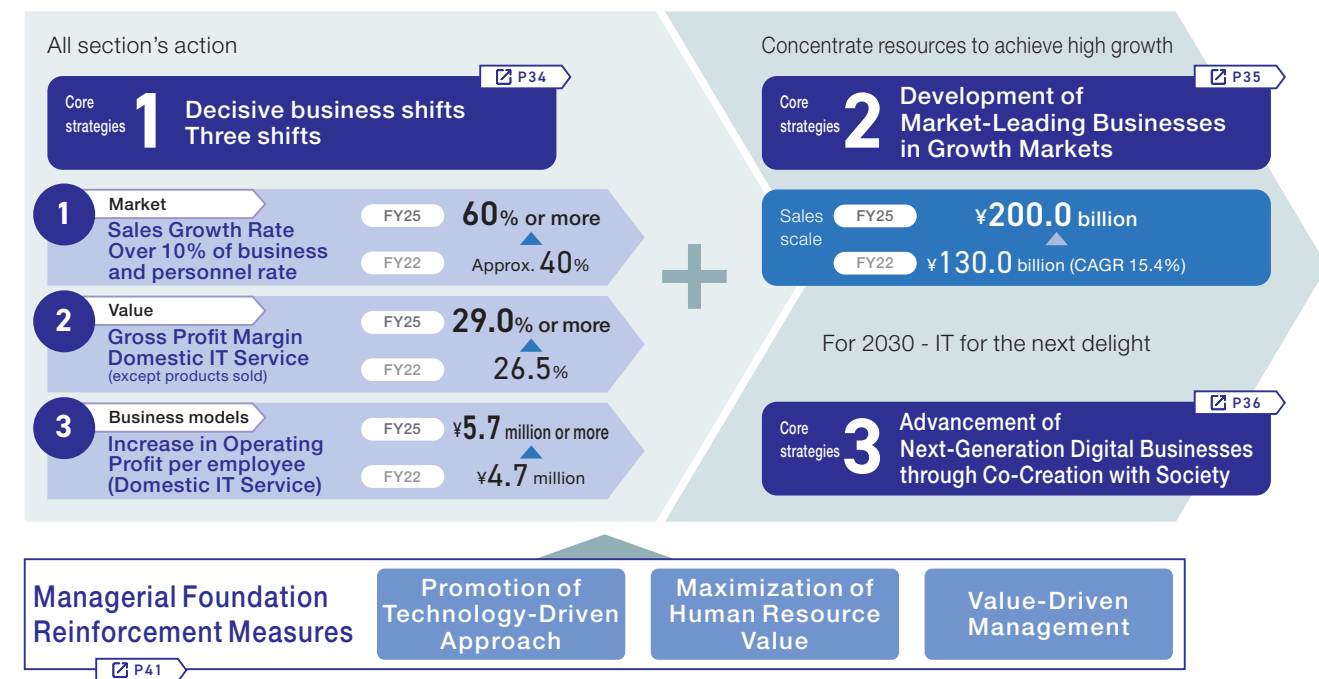 All section's action
P34
Core
strategies
1
Decisive business shifts
Three shifts
1
Market
Sales Growth Rate
Over 10% of business
and personnel rate
FY25
60% or more
FY22
Approx. 40%
2
Value
Gross Profit Margin
Domestic IT Service
(except products sold)
FY25
29.0% or more
FY22
26.5%
3
Business models
Increase in Operating
Profit per employee
(Domestic IT Service)
FY25
¥5.7 million or more
FY22
¥4.7 million
+
Concentrate resources to achieve high growth
P35
Core
strategies
2
Development of
Market-Leading Businesses
in Growth Markets
Sales
scale
FY25
¥200.0 billion
FY22
¥130.0 billion (CAGR 15.4%)
For 2030 - IT for the next delight
P36
Core
strategies
3
Advancement of
Next-Generation Digital Businesses
through Co-Creation with Society
Managerial Foundation
Reinforcement Measures
P41
Promotion of
Technology-Driven
Approach
Maximization of
Human Resource
Value
Value-Driven
Management